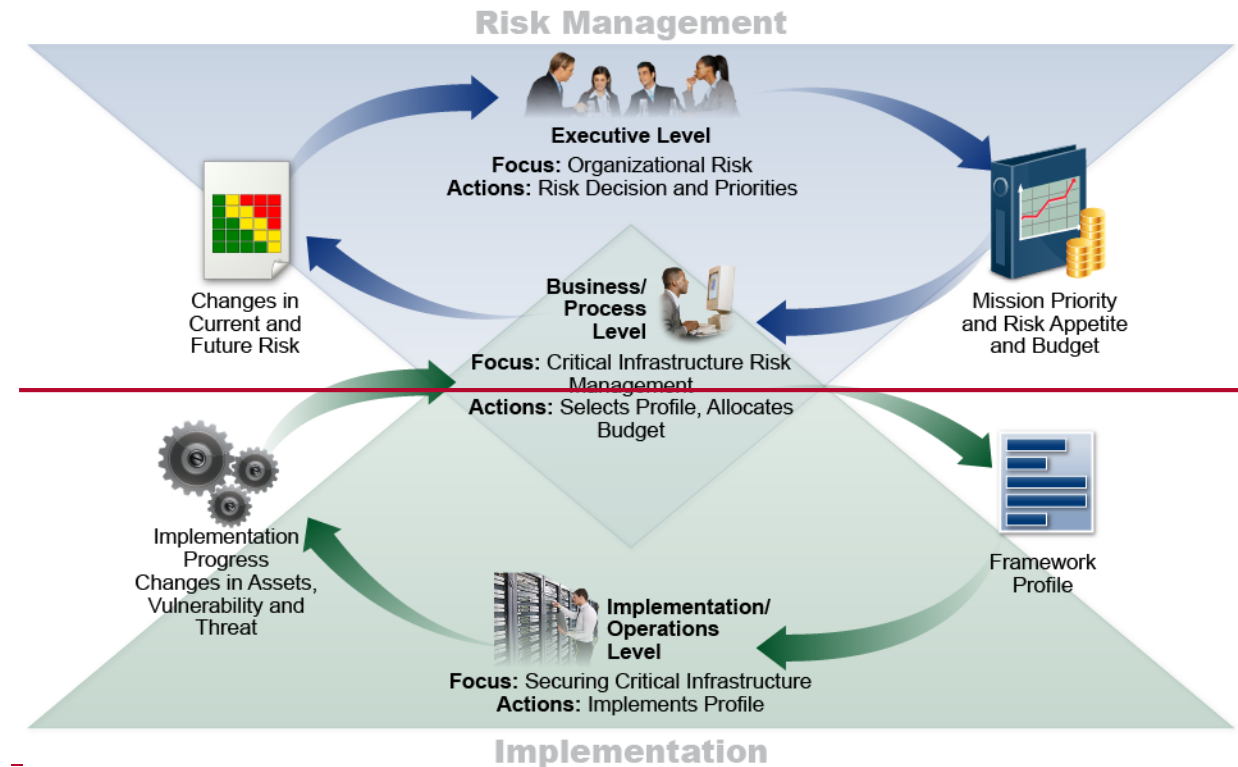 Risk Management
Executive Level
Focus: Organizational Risk
Actions: Risk Decision and Priorities
Changes in
Current and
Future Risk
Mission Priority
and Risk Appetite
and Budget
Business/
Process
Level
Focus: Critical Infrastructure Risk
Management
Actions: Selects Profile, Allocates
Budget
Implementation
Progress
Changes in Assets,
Vulnerability and
Threat
Framework
Profile
Implementation/
Operations
Level
Focus: Securing Critical Infrastructure
Actions: Implements Profile
Implementation